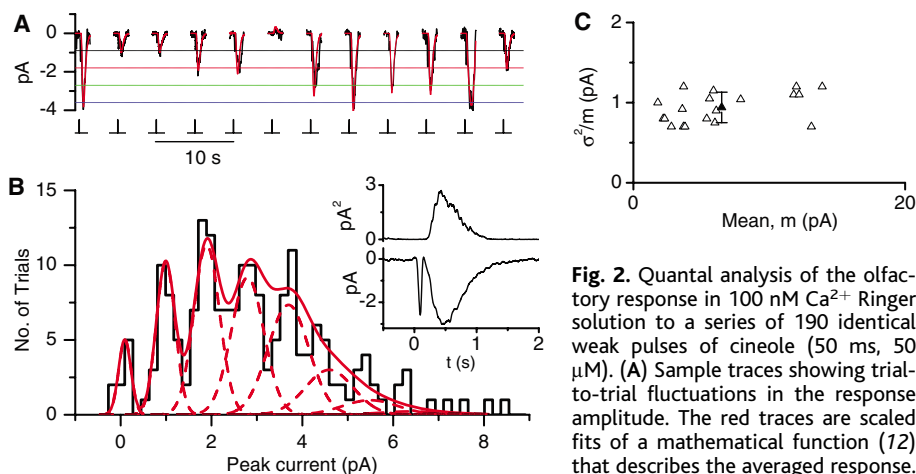 A
0
-2
-4
pA
10 s
B
15
10
5
0
No. of Trials
0
2
4
6
8
Peak current (pA)
3
0
pA²
0
-2
pA
0
1
2
t (s)
C
2
1
0
σ²/m (pA)
0
20
Mean, m (pA)
Fig. 2. Quantal analysis of the olfac-
tory response in 100 nM Ca²⁺ Ringer
solution to a series of 190 identical
weak pulses of cineole (50 ms, 50
μM). (A) Sample traces showing trial-
to-trial fluctuations in the response
amplitude. The red traces are scaled
fits of a mathematical function (12)
that describes the averaged response.